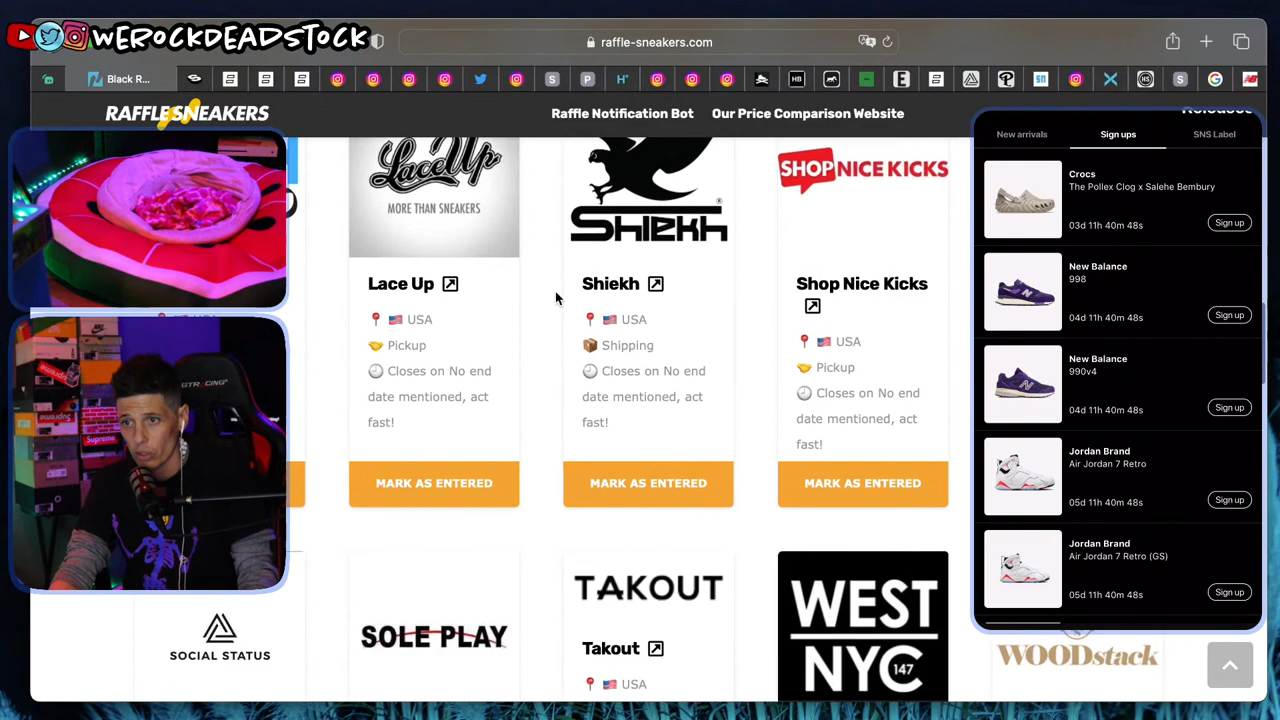 WEROCKDEADSTOCK
raffle-sneakers.com
Black R...
HB
RAFFLESNEAKERS
Raffle Notification Bot
Our Price Comparison Website
New arrivals
Sign ups
SNS Label
Crocs
The Pollex Clog x Salehe Bembury
03d 11h 40m 48s
Sign up
New Balance
998
04d 11h 40m 48s
Sign up
New Balance
990v4
04d 11h 40m 48s
Sign up
Jordan Brand
Air Jordan 7 Retro
05d 11h 40m 48s
Sign up
Jordan Brand
Air Jordan 7 Retro (GS)
05d 11h 40m 48s
Sign up
LaceUp
MORE THAN SNEAKERS
Lace Up
USA
Pickup
Closes on No end
date mentioned, act
fast!
MARK AS ENTERED
SHIEKH
Shiekh
USA
Shipping
Closes on No end
date mentioned, act
fast!
MARK AS ENTERED
SHOP NICE KICKS
Shop Nice Kicks
USA
Pickup
Closes on No end
date mentioned, act
fast!
MARK AS ENTERED
SOCIAL STATUS
SOLE PLAY
TAKOUT
Takout
USA
WEST
NYC
147
WOODstack
GTRACING
Supreme